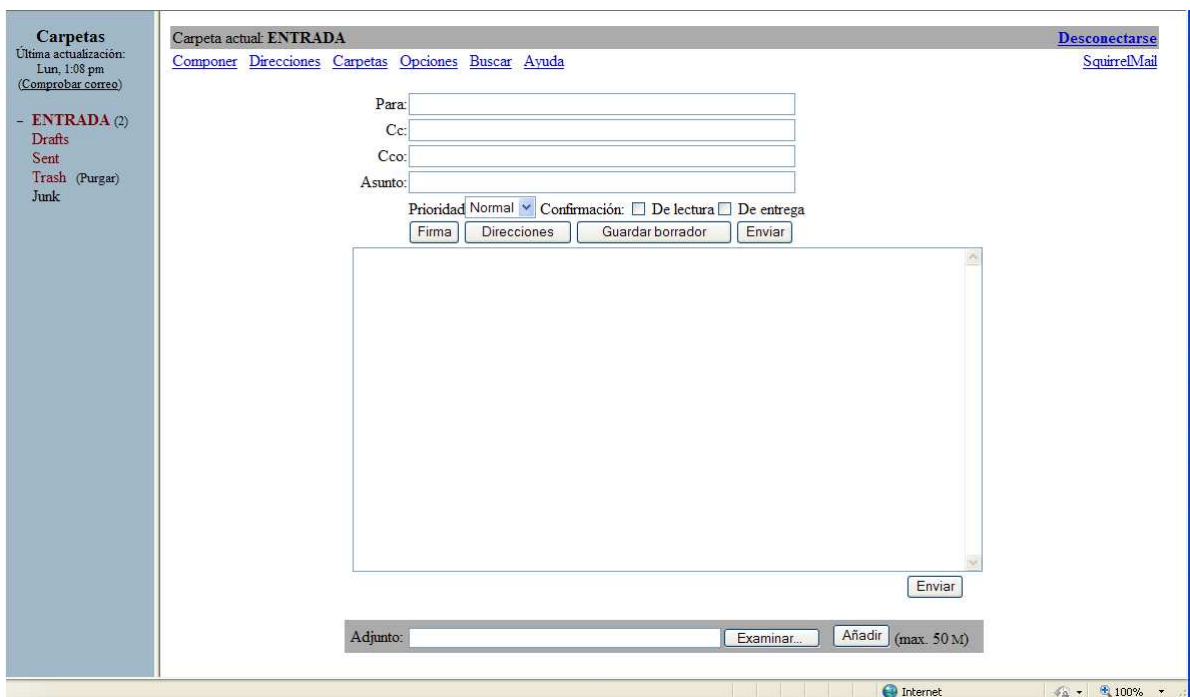 Carpetas
Última actualización:
Lun, 1:08 pm
(Comprobar correo)
– ENTRADA (2)
Drafts
Sent
Trash (Purgar)
Junk
Carpeta actual: ENTRADA Desconectarse
Componer Direcciones Carpetas Opciones Buscar Ayuda SquirrelMail
Para:
Cc:
Cco:
Asunto:
Prioridad Normal Confirmación: De lectura De entrega
Firma Direcciones Guardar borrador Enviar
Enviar
Adjunto: Examinar... Añadir (max. 50 M)
Internet 100%